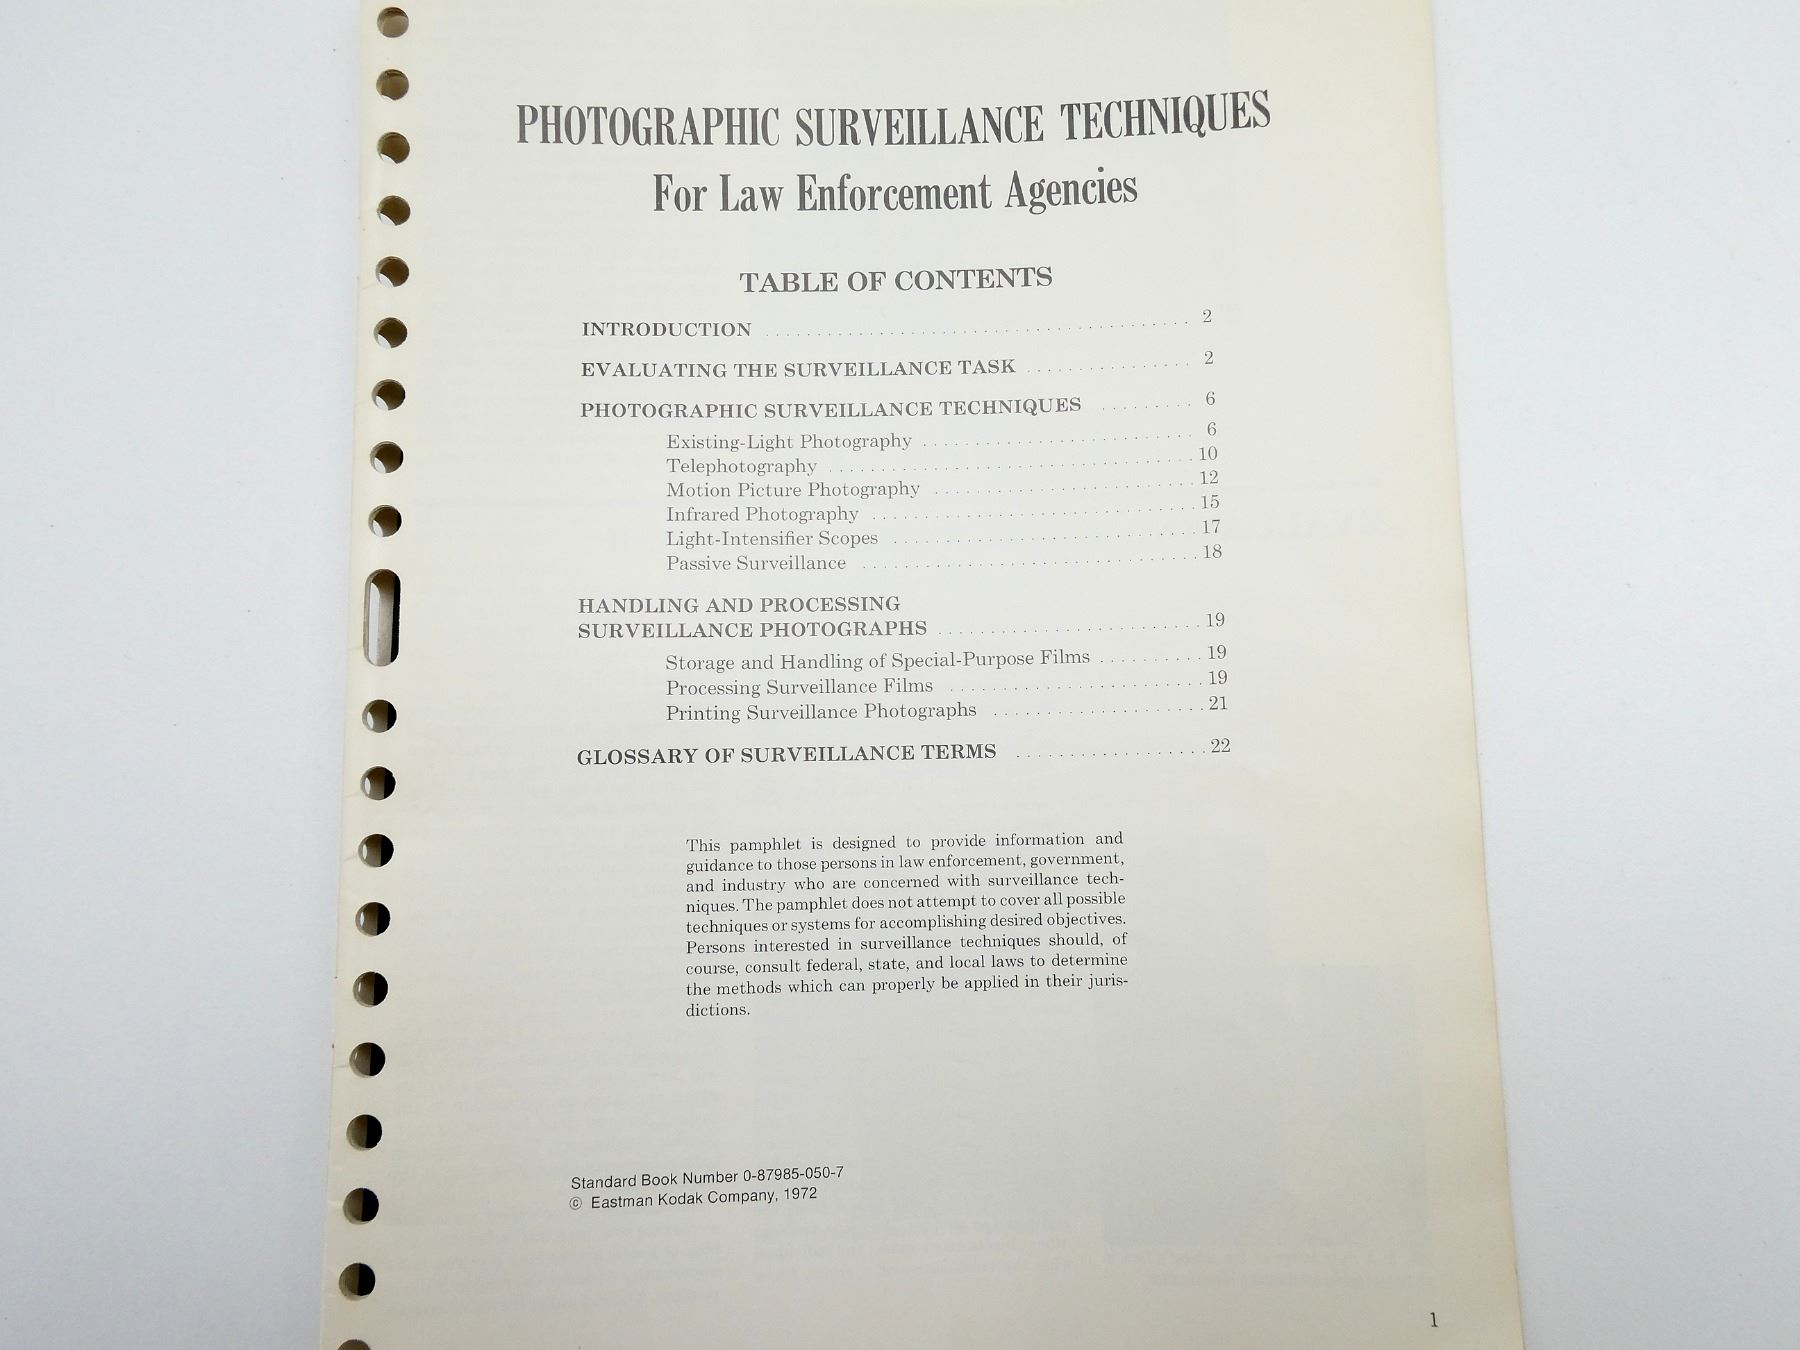 PHOTOGRAPHIC SURVEILLANCE TECHNIQUES
For Law Enforcement Agencies
TABLE OF CONTENTS
INTRODUCTION . . . . . . . . . . . . . . . . . . . . 2
EVALUATING THE SURVEILLANCE TASK . . . . . . . . . . . . . . . . 2
PHOTOGRAPHIC SURVEILLANCE TECHNIQUES . . . . . . . . . 6
Existing-Light Photography . . . . . . . . . . . . . . . . . . . . 6
Telephotography . . . . . . . . . . . . . . . . . . . . 10
Motion Picture Photography . . . . . . . . . . . . . . . . . . . . 12
Infrared Photography . . . . . . . . . . . . . . . . . . . . 15
Light-Intensifier Scopes . . . . . . . . . . . . . . . . . . . . 17
Passive Surveillance . . . . . . . . . . . . . . . . . . . . 18
HANDLING AND PROCESSING
SURVEILLANCE PHOTOGRAPHS . . . . . . . . . . . . . . . . . . . . 19
Storage and Handling of Special-Purpose Films . . . . . . . . . . 19
Processing Surveillance Films . . . . . . . . . . . . . . . . . . . . 19
Printing Surveillance Photographs . . . . . . . . . . . . . . . . . . . . 21
GLOSSARY OF SURVEILLANCE TERMS . . . . . . . . . . . . . . . . . . 22
This pamphlet is designed to provide information and
guidance to those persons in law enforcement, government,
and industry who are concerned with surveillance tech-
niques. The pamphlet does not attempt to cover all possible
techniques or systems for accomplishing desired objectives.
Persons interested in surveillance techniques should, of
course, consult federal, state, and local laws to determine
the methods which can properly be applied in their juris-
dictions.
Standard Book Number 0-87985-050-7
© Eastman Kodak Company, 1972
1